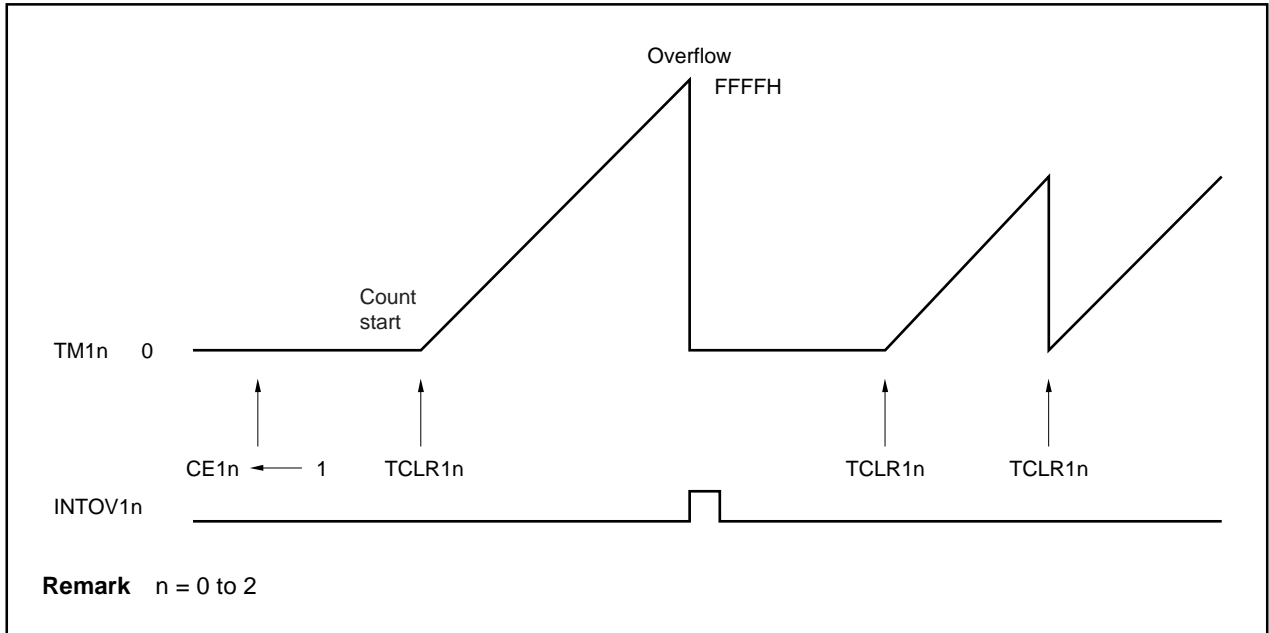 Overflow
FFFFH
Count
start
TM1n 0
CE1n 1 TCLR1n TCLR1n TCLR1n
INTOV1n
Remark n = 0 to 2